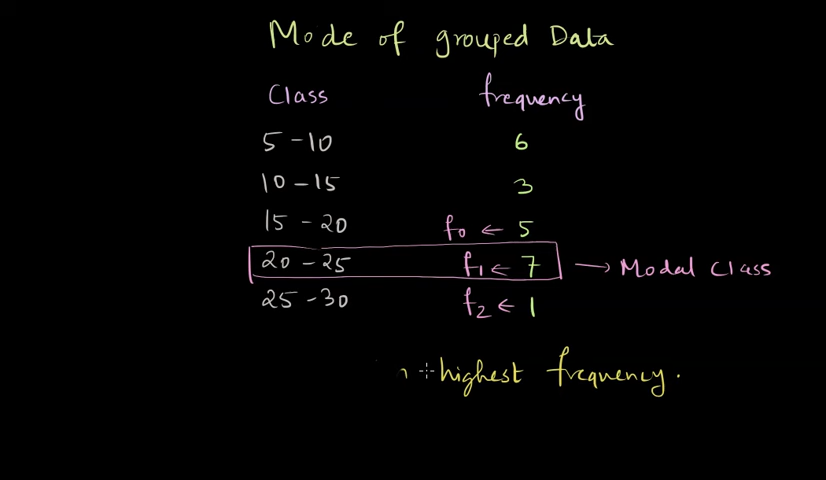 Mode of grouped Data
Class frequency
5 - 10 6
10 - 15 3
15 - 20 f0 ← 5
20 - 25 f1 ← 7 → Modal Class
25 - 30 f2 ← 1
highest frequency.